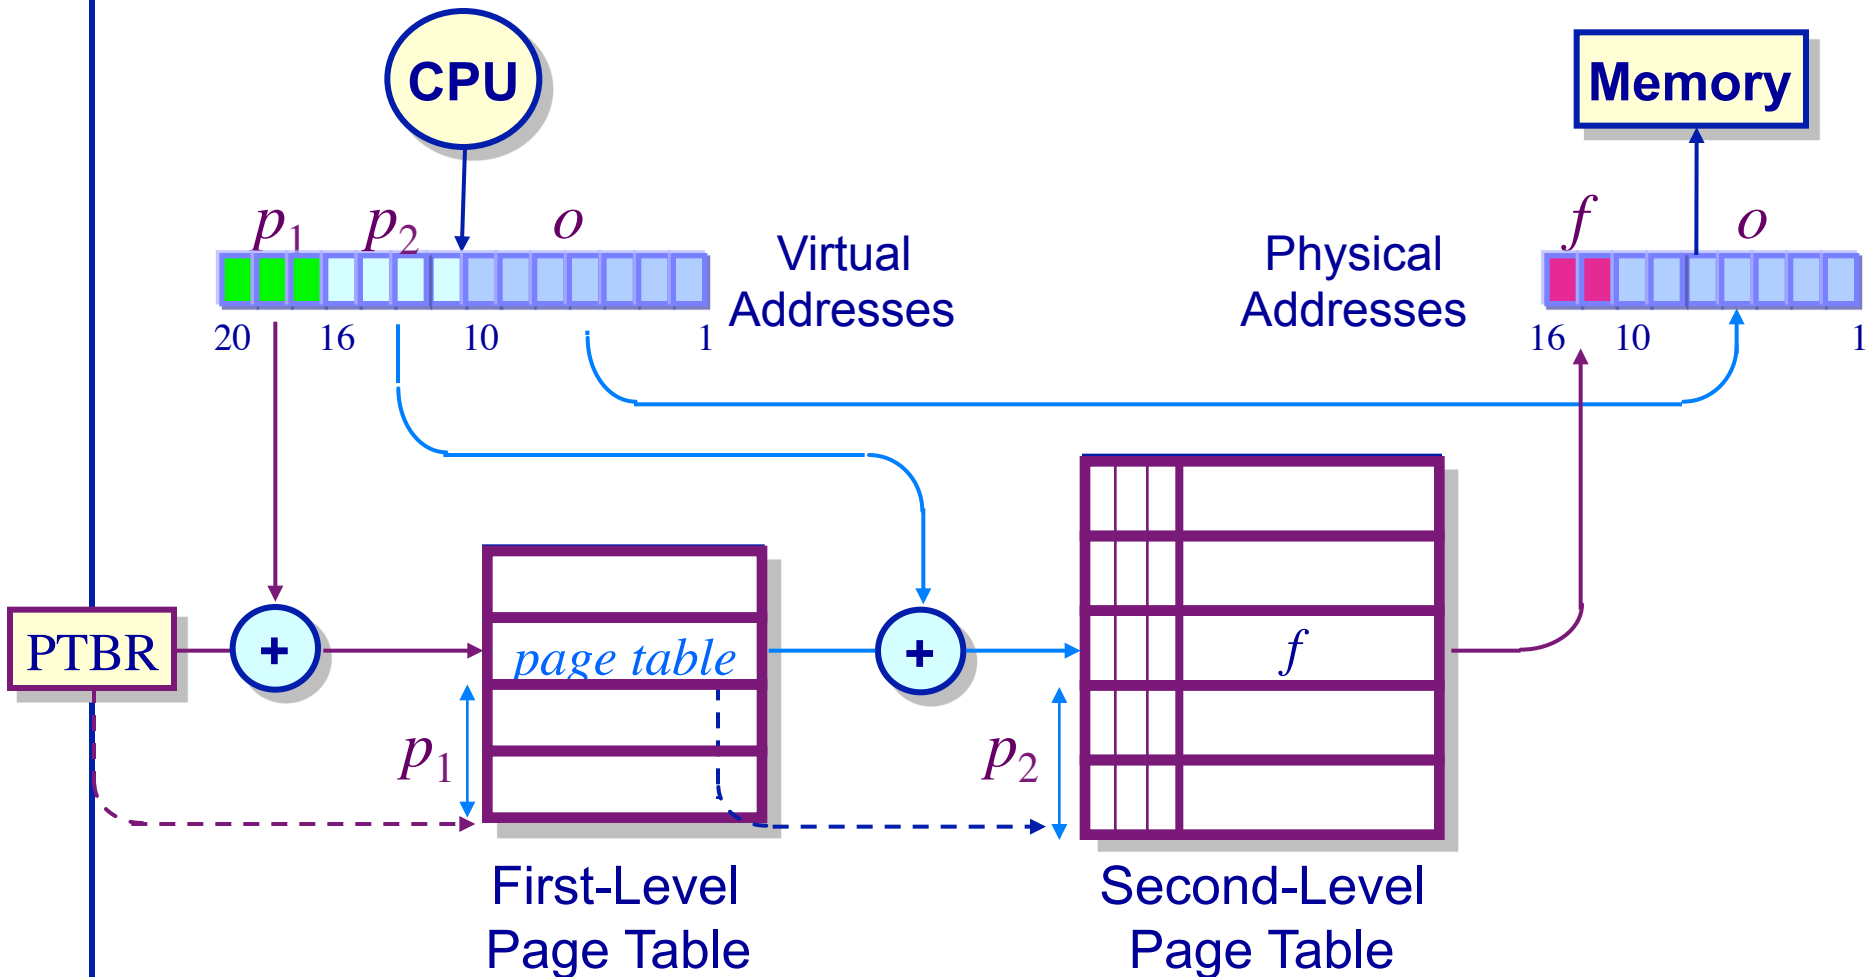 CPU
Memory
p1
p2
o
f
o
Virtual
Addresses
Physical
Addresses
20
16
10
1
16
10
1
PTBR
+
page table
+
f
p1
p2
First-Level
Page Table
Second-Level
Page Table